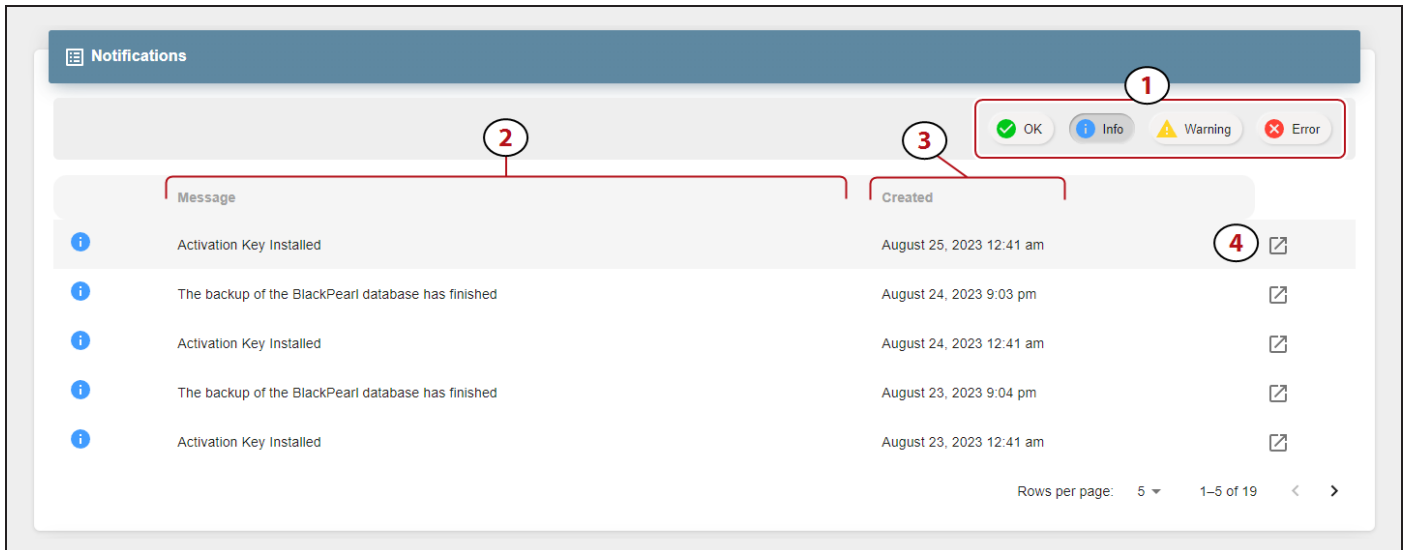 Notifications
1
OK Info Warning Error
2
3
Message Created
Activation Key Installed August 25, 2023 12:41 am 4
The backup of the BlackPearl database has finished August 24, 2023 9:03 pm
Activation Key Installed August 24, 2023 12:41 am
The backup of the BlackPearl database has finished August 23, 2023 9:04 pm
Activation Key Installed August 23, 2023 12:41 am
Rows per page: 5 1–5 of 19